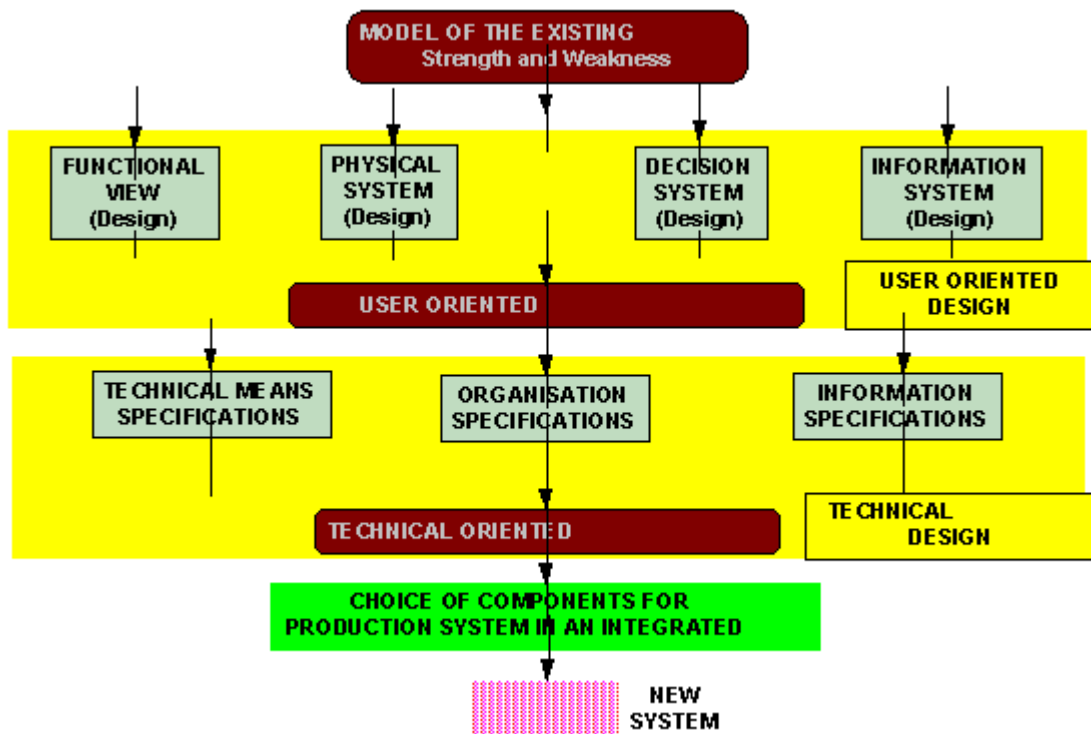 MODEL OF THE EXISTING
Strength and Weakness
FUNCTIONAL
VIEW
(Design)
PHYSICAL
SYSTEM
(Design)
DECISION
SYSTEM
(Design)
INFORMATION
SYSTEM
(Design)
USER ORIENTED
USER ORIENTED
DESIGN
TECHNICAL MEANS
SPECIFICATIONS
ORGANISATION
SPECIFICATIONS
INFORMATION
SPECIFICATIONS
TECHNICAL ORIENTED
TECHNICAL
DESIGN
CHOICE OF COMPONENTS FOR
PRODUCTION SYSTEM IN AN INTEGRATED
NEW
SYSTEM